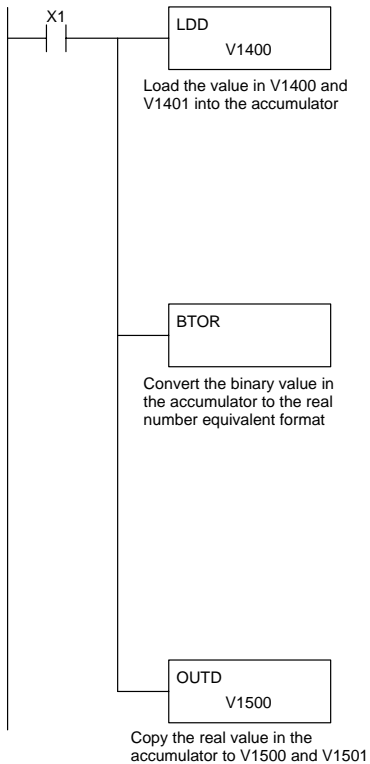 X1
LDD
V1400
Load the value in V1400 and
V1401 into the accumulator
BTOR
Convert the binary value in
the accumulator to the real
number equivalent format
OUTD
V1500
Copy the real value in the
accumulator to V1500 and V1501